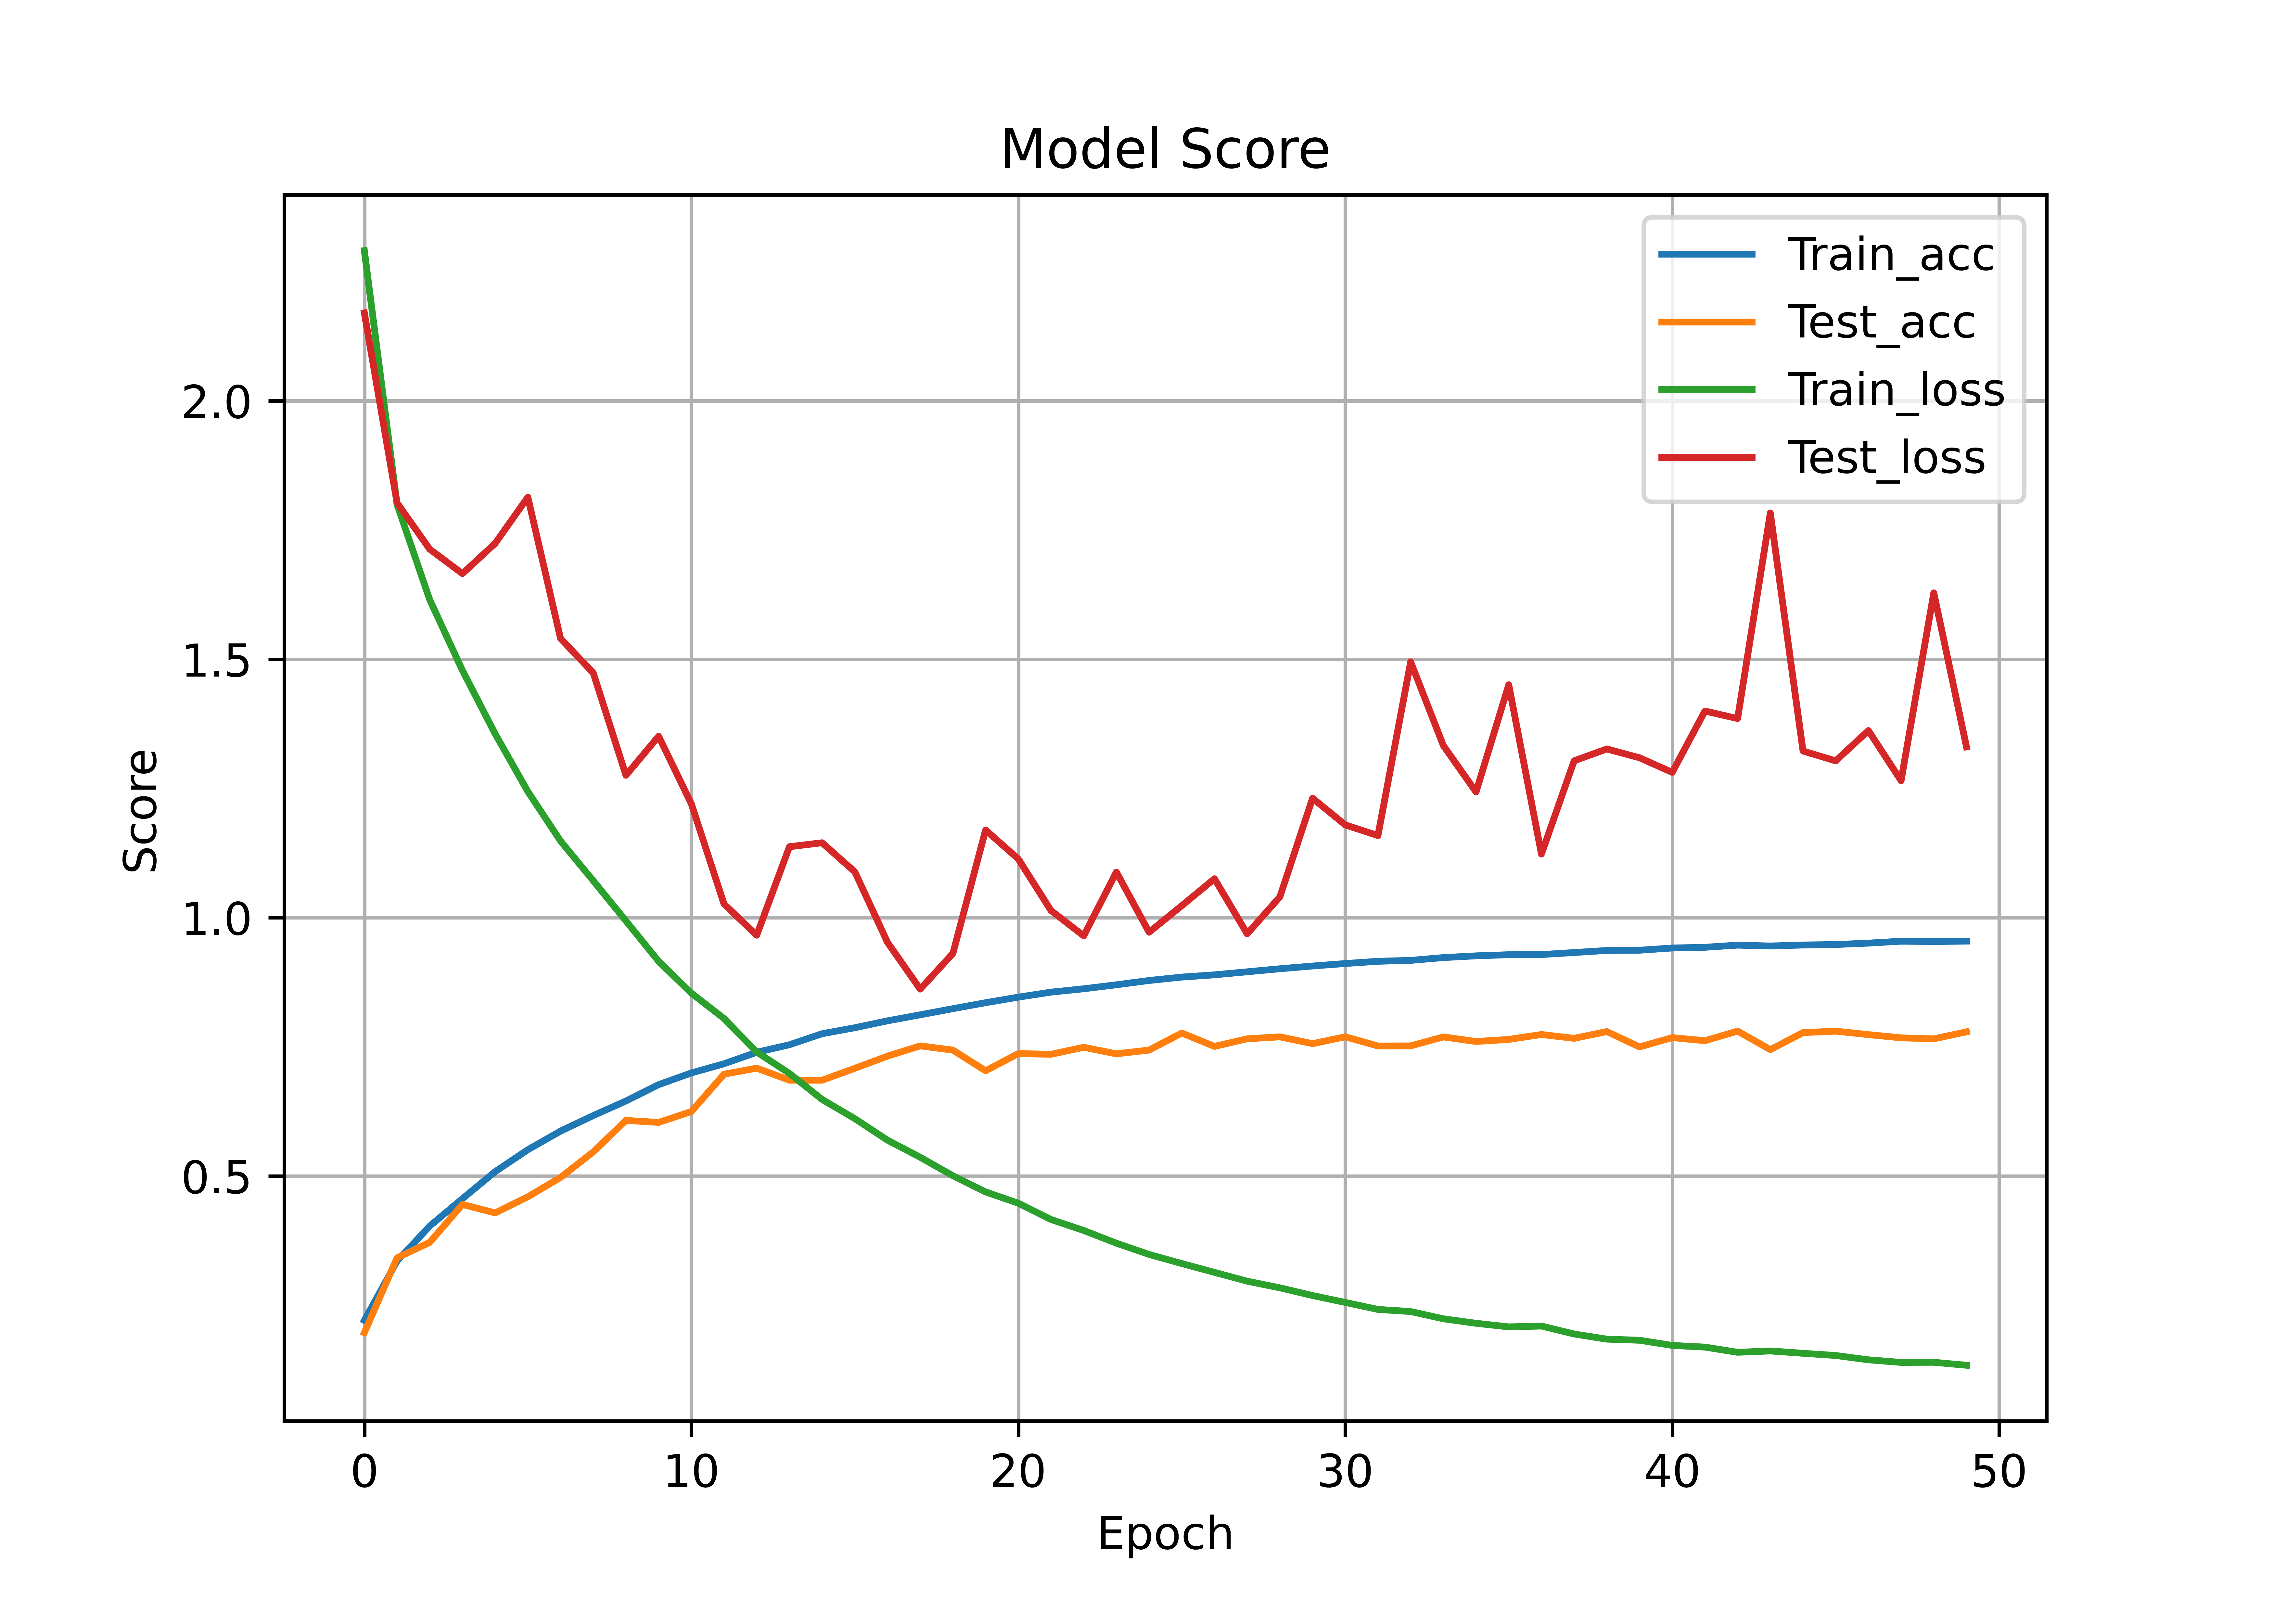 Model Score
Train_acc
Test_acc
Train_loss
Test_loss
2.0
1.5
1.0
0.5
Score
0 10 20 30 40 50
Epoch